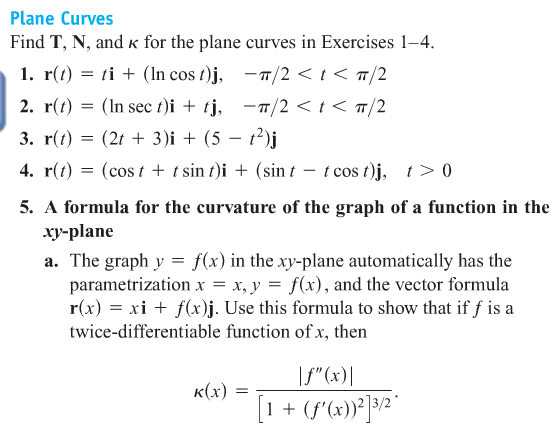 Plane Curves
Find T, N, and κ for the plane curves in Exercises 1–4.
1. r(t) = ti + (ln cos t)j, −π/2 < t < π/2
2. r(t) = (ln sec t)i + tj, −π/2 < t < π/2
3. r(t) = (2t + 3)i + (5 − t²)j
4. r(t) = (cos t + t sin t)i + (sin t − t cos t)j, t > 0
5. A formula for the curvature of the graph of a function in the
xy-plane
a. The graph y = f(x) in the xy-plane automatically has the
parametrization x = x, y = f(x), and the vector formula
r(x) = xi + f(x)j. Use this formula to show that if f is a
twice-differentiable function of x, then
κ(x) = |f″(x)| / [1 + (f′(x))²]^(3/2).